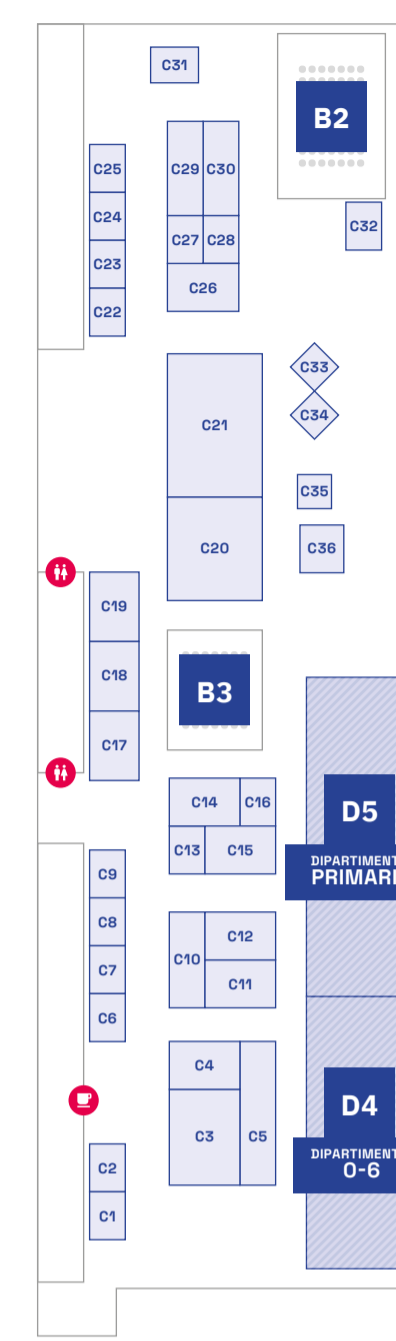 C31
B2
C25
C29 C30
C24
C32
C23
C27 C28
C22
C26
C33
C21
C34
C35
C20
C36
C19
C18
B3
C17
C14 C16
D5
C13 C15
DIPARTIMENT
PRIMARI
C9
C8
C12
C7
C10
C11
C6
C4
D4
C3 C5
DIPARTIMENT
0-6
C2
C1